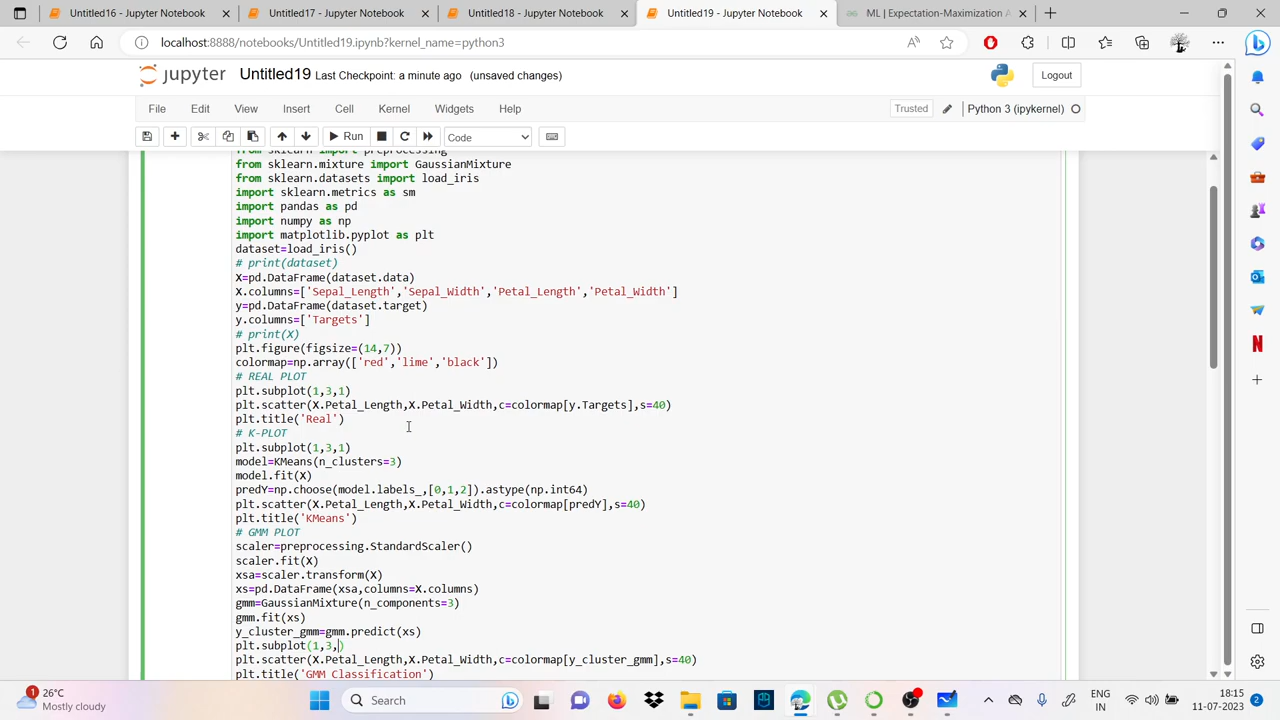 Untitled16 - Jupyter Notebook
Untitled17 - Jupyter Notebook
Untitled18 - Jupyter Notebook
Untitled19 - Jupyter Notebook
ML | Expectation-Maximization A
localhost:8888/notebooks/Untitled19.ipynb?kernel_name=python3
jupyter Untitled19 Last Checkpoint: a minute ago (unsaved changes)
Logout
File Edit View Insert Cell Kernel Widgets Help
Trusted
Python 3 (ipykernel)
Run
Code
from sklearn import preprocessing
from sklearn.mixture import GaussianMixture
from sklearn.datasets import load_iris
import sklearn.metrics as sm
import pandas as pd
import numpy as np
import matplotlib.pyplot as plt
dataset=load_iris()
# print(dataset)
X=pd.DataFrame(dataset.data)
X.columns=['Sepal_Length','Sepal_Width','Petal_Length','Petal_Width']
y=pd.DataFrame(dataset.target)
y.columns=['Targets']
# print(X)
plt.figure(figsize=(14,7))
colormap=np.array(['red','lime','black'])
# REAL PLOT
plt.subplot(1,3,1)
plt.scatter(X.Petal_Length,X.Petal_Width,c=colormap[y.Targets],s=40)
plt.title('Real')
# K-PLOT
plt.subplot(1,3,1)
model=KMeans(n_clusters=3)
model.fit(X)
predY=np.choose(model.labels_,[0,1,2]).astype(np.int64)
plt.scatter(X.Petal_Length,X.Petal_Width,c=colormap[predY],s=40)
plt.title('KMeans')
# GMM PLOT
scaler=preprocessing.StandardScaler()
scaler.fit(X)
xsa=scaler.transform(X)
xs=pd.DataFrame(xsa,columns=X.columns)
gmm=GaussianMixture(n_components=3)
gmm.fit(xs)
y_cluster_gmm=gmm.predict(xs)
plt.subplot(1,3,)
plt.scatter(X.Petal_Length,X.Petal_Width,c=colormap[y_cluster_gmm],s=40)
plt.title('GMM Classification')
1
26°C
Mostly cloudy
Search
ENG
IN
18:15
11-07-2023
2